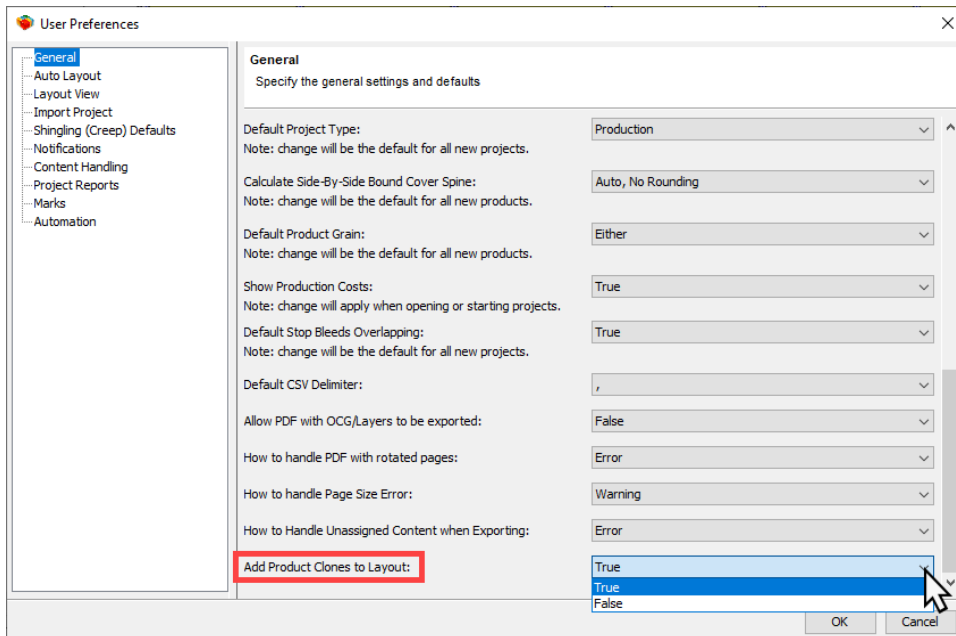 User Preferences
General
Auto Layout
Layout View
Import Project
Shingling (Creep) Defaults
Notifications
Content Handling
Project Reports
Marks
Automation
General
Specify the general settings and defaults
Default Project Type: Production
Note: change will be the default for all new projects.
Calculate Side-By-Side Bound Cover Spine: Auto, No Rounding
Note: change will be the default for all new products.
Default Product Grain: Either
Note: change will be the default for all new products.
Show Production Costs: True
Note: change will apply when opening or starting projects.
Default Stop Bleeds Overlapping: True
Note: change will be the default for all new projects.
Default CSV Delimiter: ,
Allow PDF with OCG/Layers to be exported: False
How to handle PDF with rotated pages: Error
How to handle Page Size Error: Warning
How to Handle Unassigned Content when Exporting: Error
Add Product Clones to Layout: True
True
False
OK Cancel